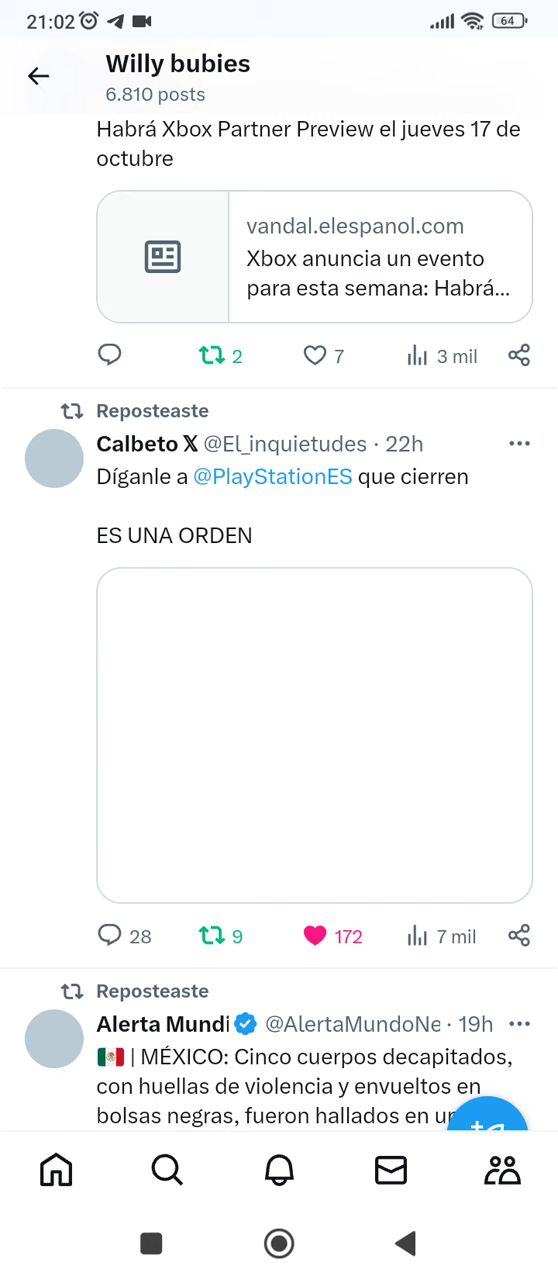 21:02
64
Willy bubies
6.810 posts
Habrá Xbox Partner Preview el jueves 17 de
octubre
vandal.elespanol.com
Xbox anuncia un evento
para esta semana: Habrá...
2
7
3 mil
Reposteaste
Calbeto 𝕏 @El_inquietudes · 22h
Díganle a @PlayStationES que cierren
ES UNA ORDEN
28
9
172
7 mil
Reposteaste
Alerta Mundi @AlertaMundoNe · 19h
🇲🇽 | MÉXICO: Cinco cuerpos decapitados,
con huellas de violencia y envueltos en
bolsas negras, fueron hallados en